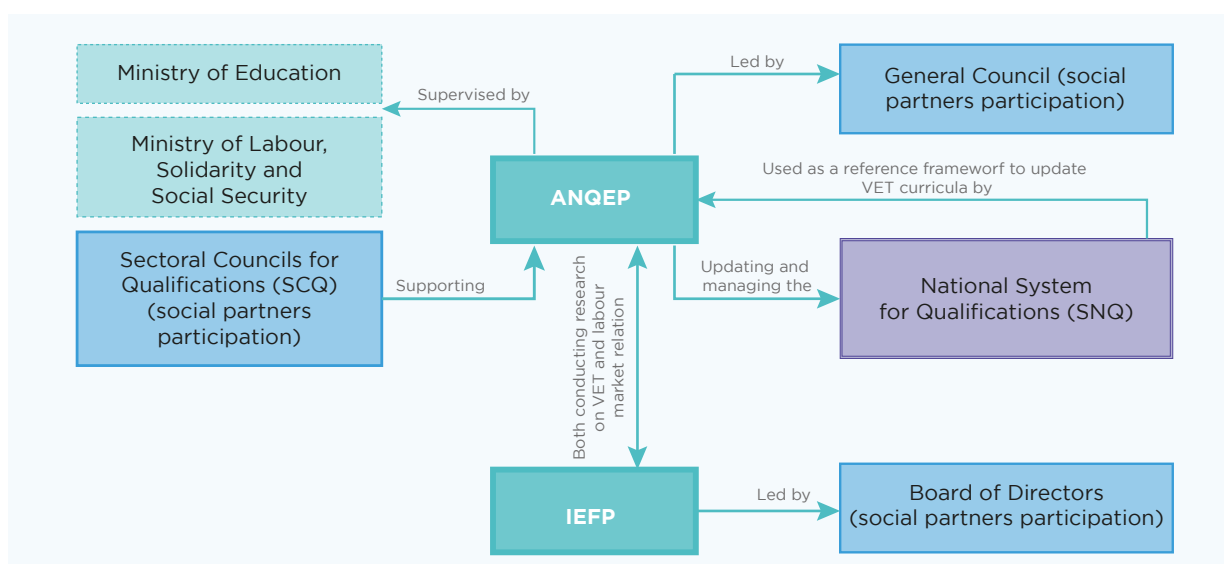 Ministry of Education
Ministry of Labour,
Solidarity and
Social Security
Sectoral Councils for
Qualifications (SCQ)
(social partners
participation)
Supervised by
Supporting
ANQEP
Led by
General Council (social
partners participation)
Used as a reference frameworf to update
VET curricula by
Updating and
managing the
National System
for Qualifications (SNQ)
Both conducting research
on VET and labour
market relation
IEFP
Led by
Board of Directors
(social partners participation)